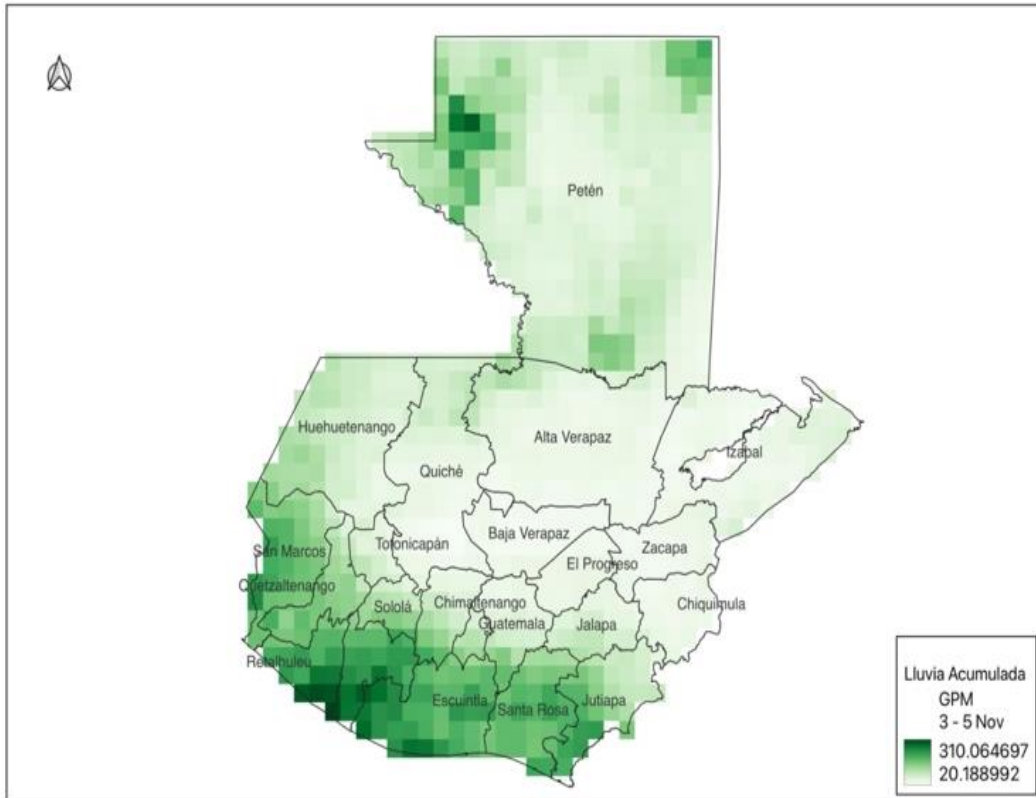 Petén
Huehuetenango
Alta Verapaz
Izabal
Quiché
Baja Verapaz
Totonicapán
Zacapa
San Marcos
El Progreso
Quetzaltenango
Chimaltenango
Chiquimula
Sololá
Guatemala
Jalapa
Retalhuleu
Escuintla
Santa Rosa
Jutiapa
Lluvia Acumulada
GPM
3 - 5 Nov
310.064697
20.188992